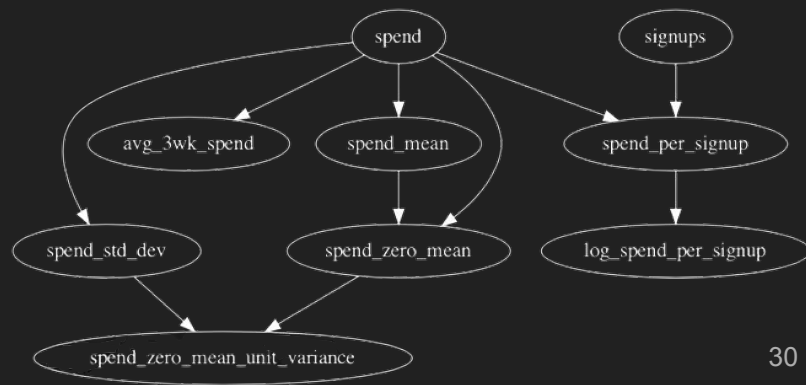 spend
signups
avg_3wk_spend
spend_mean
spend_per_signup
spend_std_dev
spend_zero_mean
log_spend_per_signup
spend_zero_mean_unit_variance
30